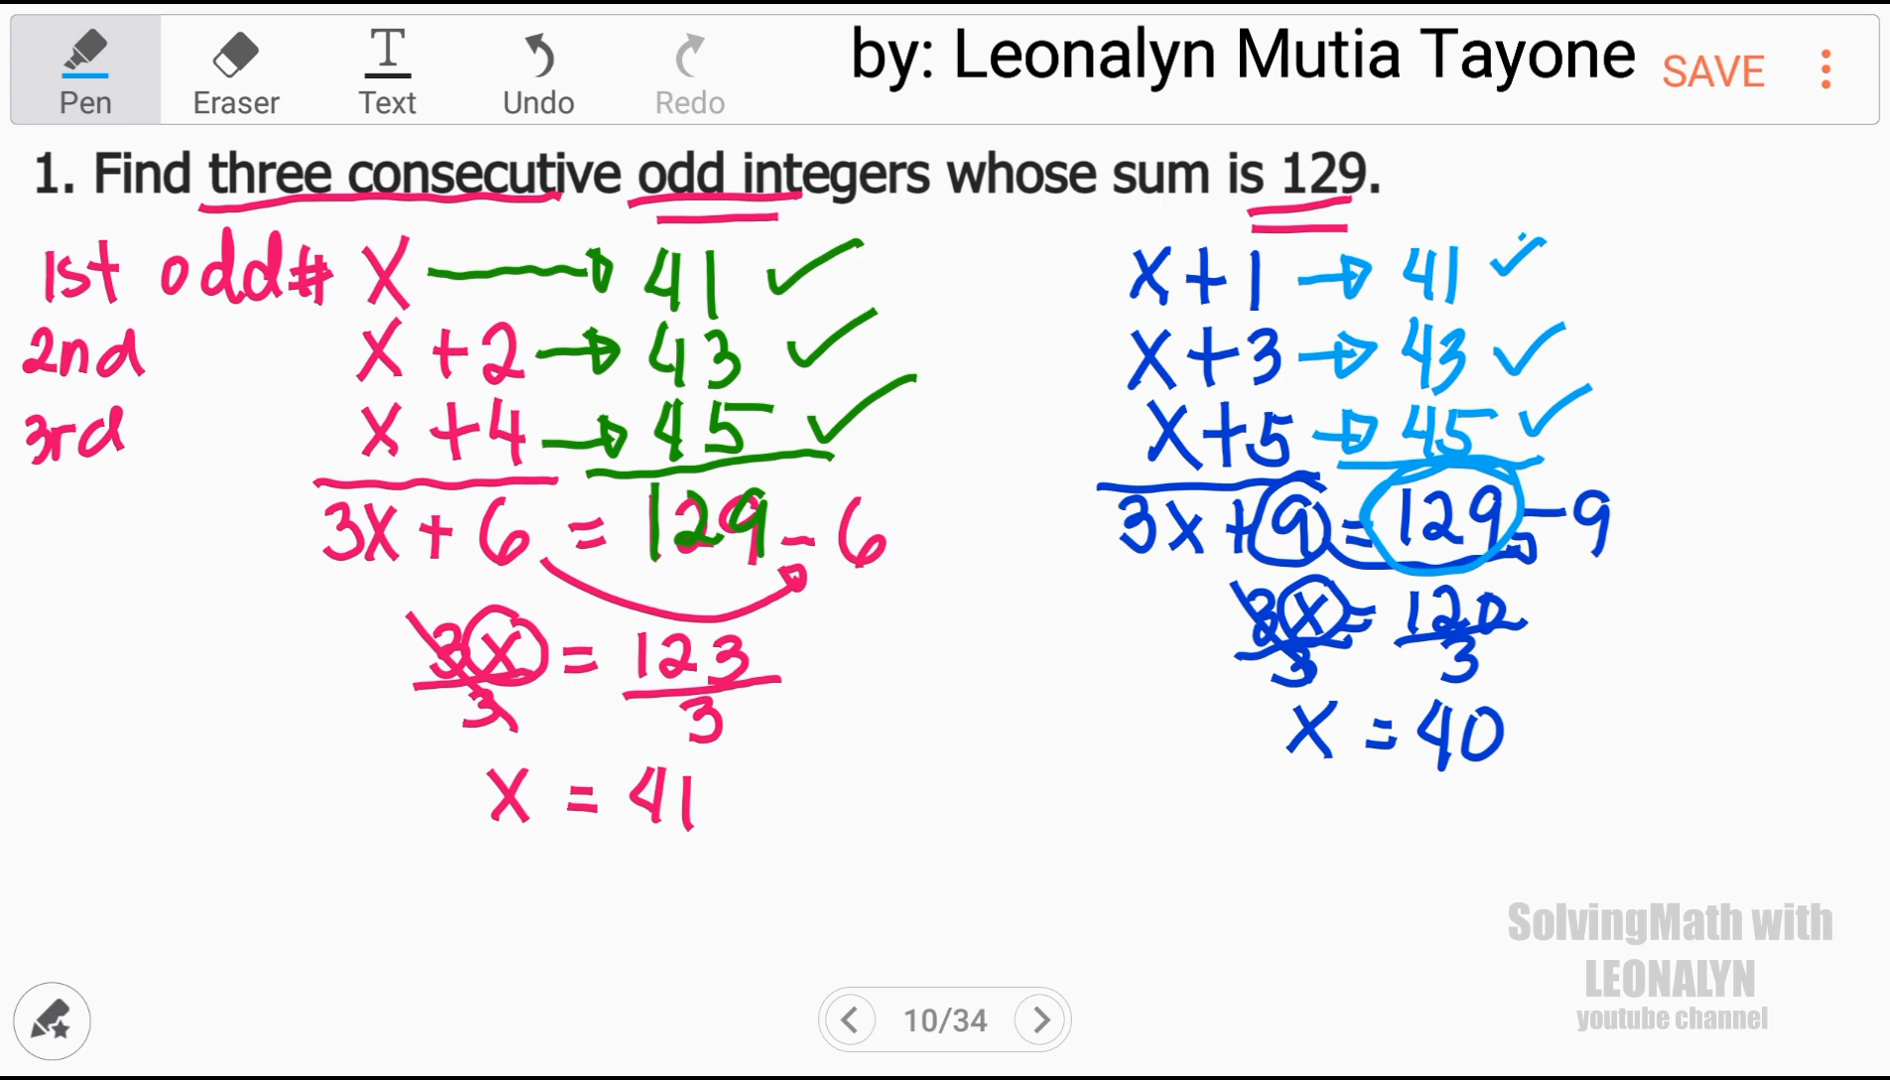 Pen Eraser Text Undo Redo by: Leonalyn Mutia Tayone SAVE
1. Find three consecutive odd integers whose sum is 129.
1st odd# x → 41 ✓
2nd x + 2 → 43 ✓
3rd x + 4 → 45 ✓
3x + 6 = 129 - 6
3x = 123
3 3
x = 41
x + 1 → 41 ✓
x + 3 → 43 ✓
x + 5 → 45 ✓
3x + 9 = 129 - 9
3x = 120
3 3
x = 40
SolvingMath with
LEONALYN
youtube channel
10/34